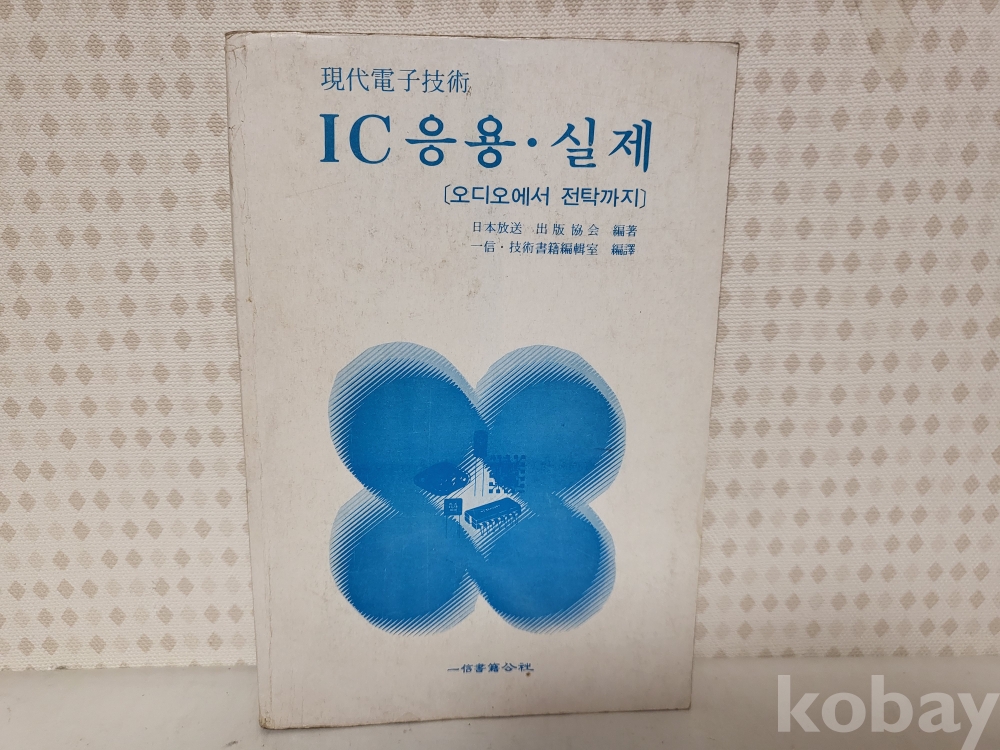 現代電子技術
IC 응용·실제
〔오디오에서 전탁까지〕
日本放送 出版協会 編著
一信·技術書籍編輯室 編譯
一信書籍公社
kobay